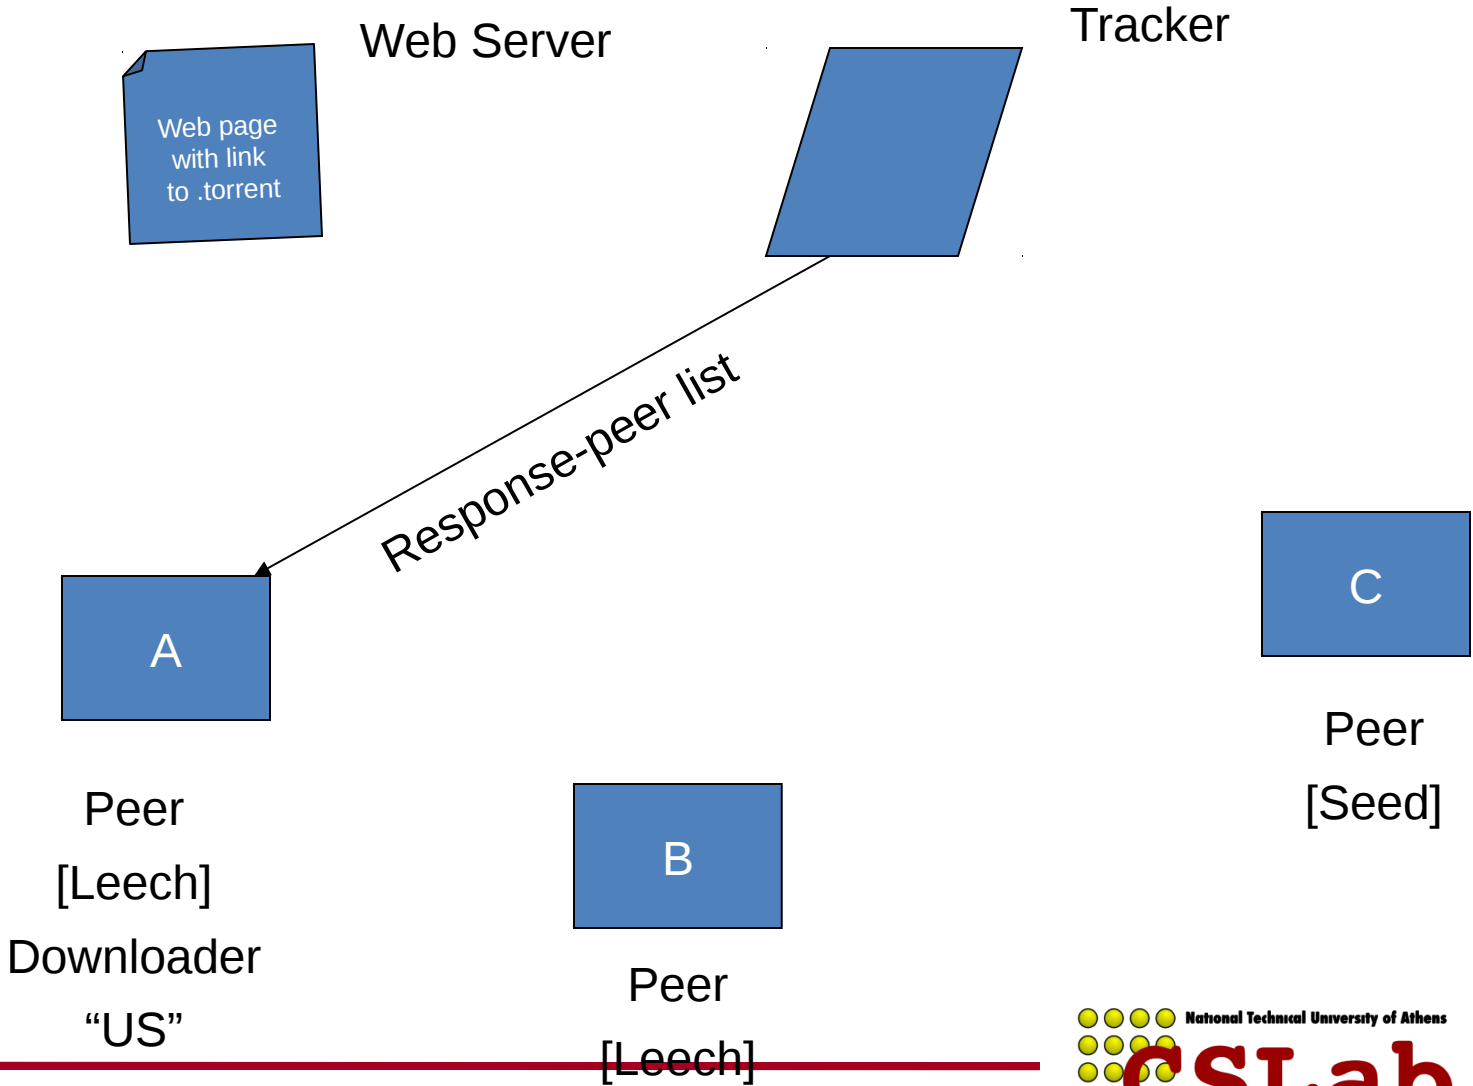 Web Server
Tracker
Web page
with link
to .torrent
Response-peer list
A
C
Peer
[Seed]
Peer
[Leech]
Downloader
“US”
B
Peer
[Leech]
National Technical University of Athens
CSLab